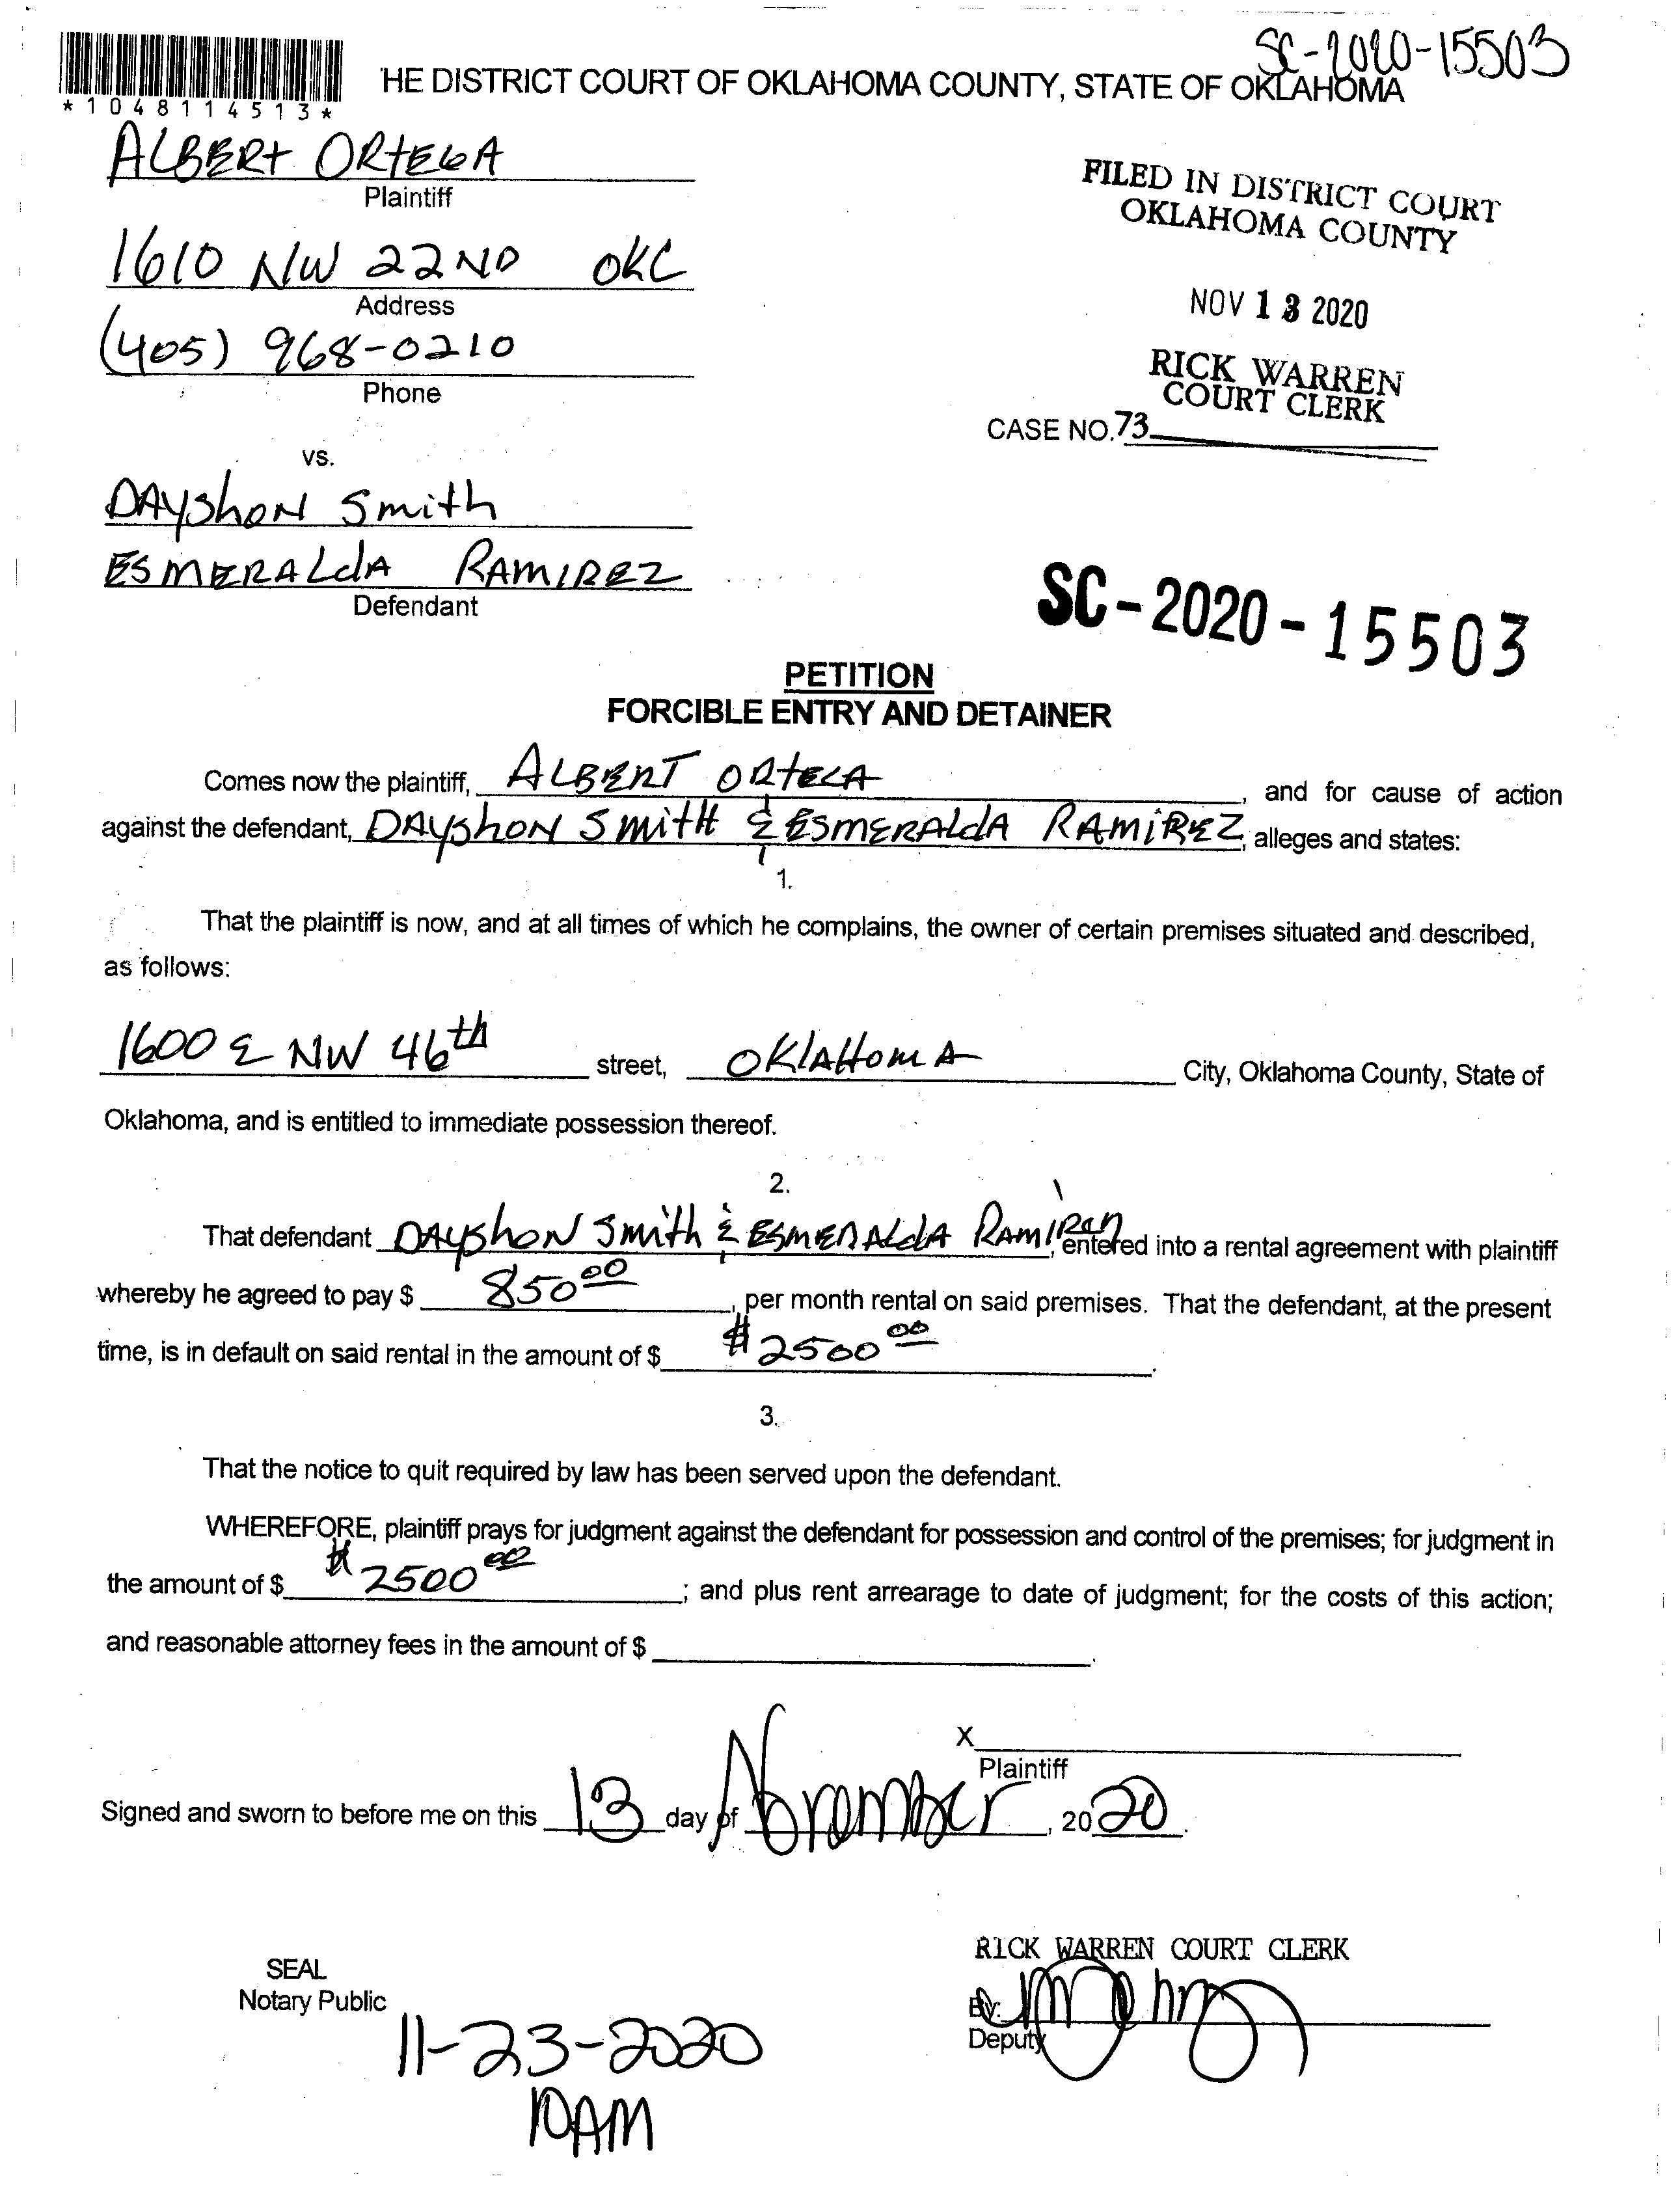 SC-2020-15503
*1048114513*
HE DISTRICT COURT OF OKLAHOMA COUNTY, STATE OF OKLAHOMA
ALBERT ORTEGA
Plaintiff
1610 NW 22ND OKC
Address
(405) 968-0210
Phone
FILED IN DISTRICT COURT
OKLAHOMA COUNTY
NOV 13 2020
RICK WARREN
COURT CLERK
CASE NO. 73
vs.
DAYSHON Smith
ESMERALdA RAMIREZ
Defendant
SC-2020-15503
PETITION
FORCIBLE ENTRY AND DETAINER
Comes now the plaintiff, ALBERT ORTEGA, and for cause of action
against the defendant, DAYShON SMitH & ESMERALdA RAMiREZ, alleges and states:
1.
That the plaintiff is now, and at all times of which he complains, the owner of certain premises situated and described,
as follows:
1600 E NW 46th street, OKlAHomA City, Oklahoma County, State of
Oklahoma, and is entitled to immediate possession thereof.
2.
That defendant DAYShON Smith & ESMERALdA RAMIREZ, entered into a rental agreement with plaintiff
whereby he agreed to pay $ 850 00, per month rental on said premises. That the defendant, at the present
time, is in default on said rental in the amount of $ $2500 00.
3.
That the notice to quit required by law has been served upon the defendant.
WHEREFORE, plaintiff prays for judgment against the defendant for possession and control of the premises; for judgment in
the amount of $ $2500 00; and plus rent arrearage to date of judgment; for the costs of this action;
and reasonable attorney fees in the amount of $ .
X
Plaintiff
Signed and sworn to before me on this 13 day of November, 2020.
RICK WARREN COURT CLERK
SEAL
Notary Public
By:
Deputy
11-23-2020
10AM